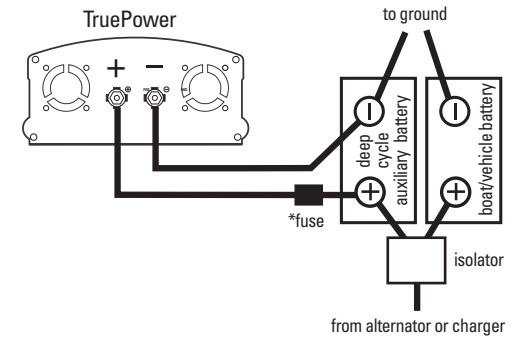 to ground
TruePower
+ −
− −
deep
cycle
auxiliary battery
boat/vehicle battery
+ +
*fuse
isolator
from alternator or charger